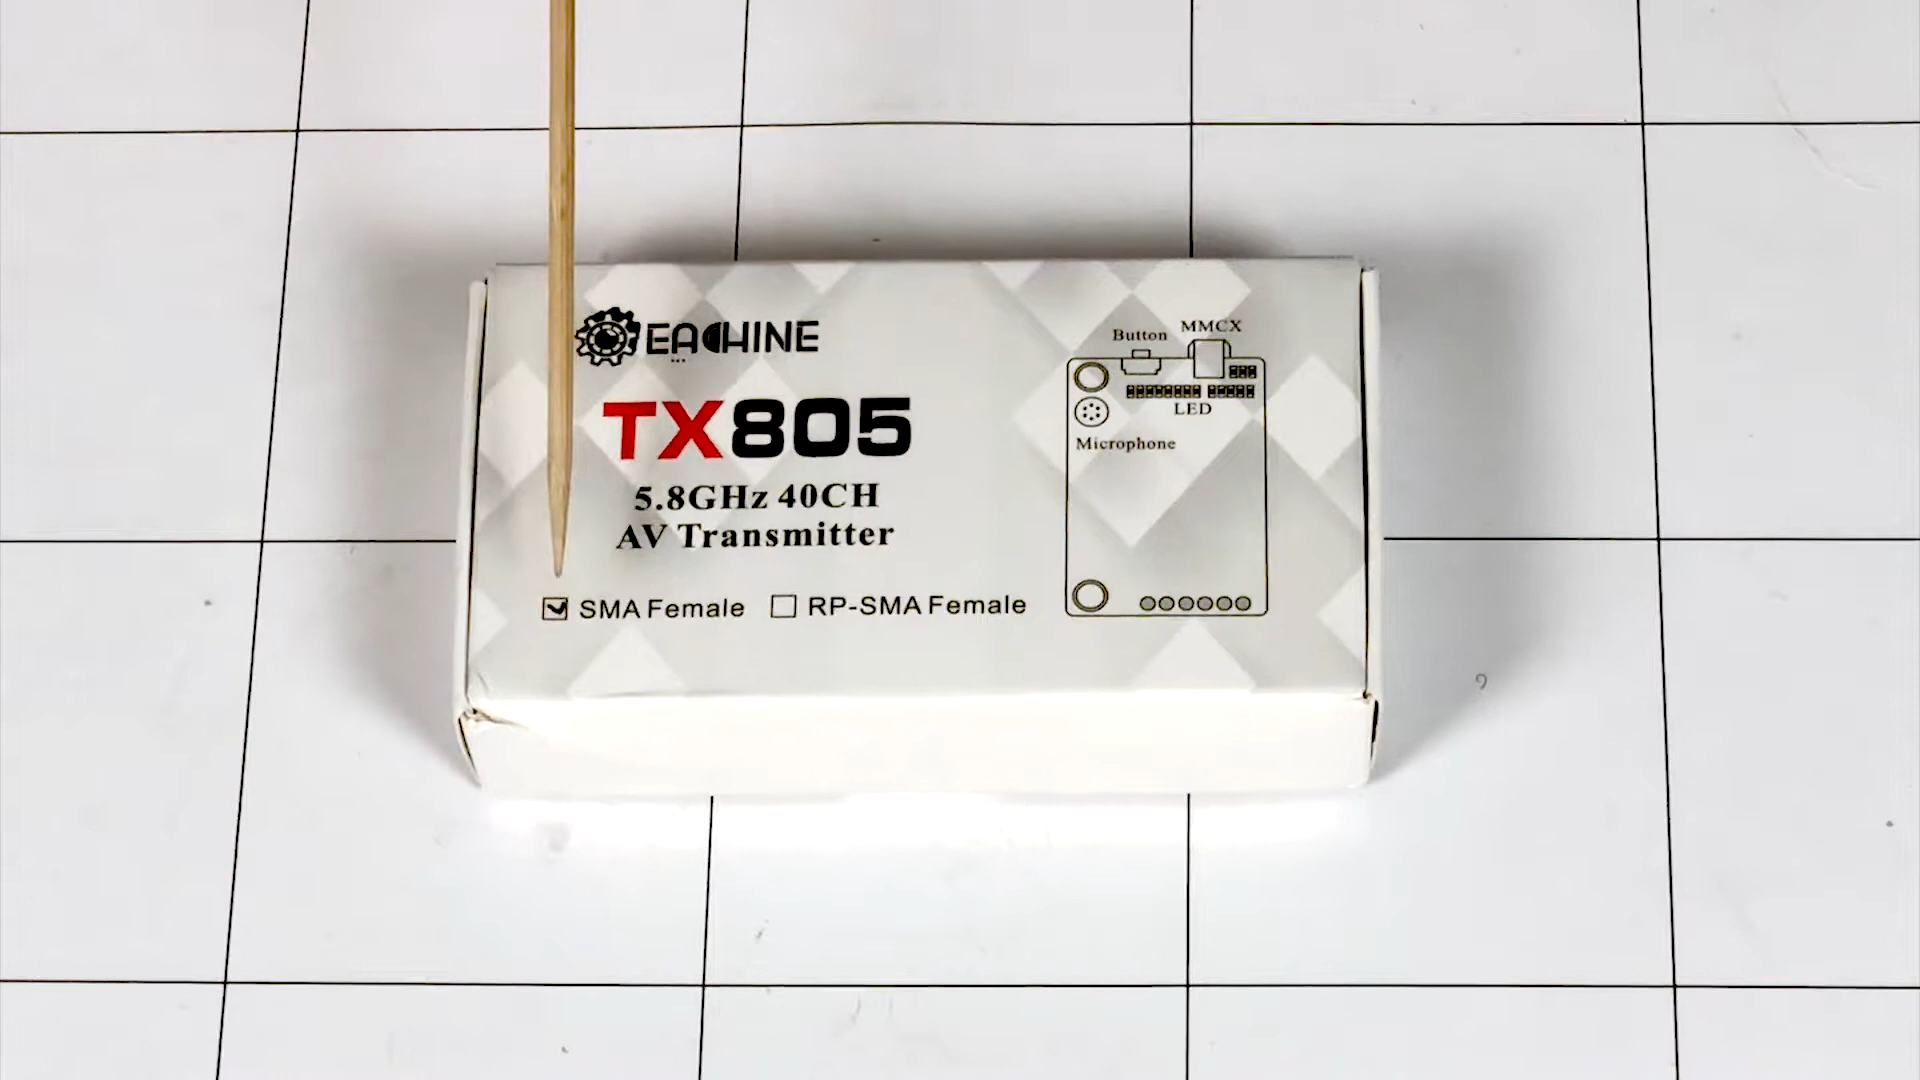 EACHINE
TX805
5.8GHz 40CH
AV Transmitter
SMA Female RP-SMA Female
Button MMCX
LED
Microphone